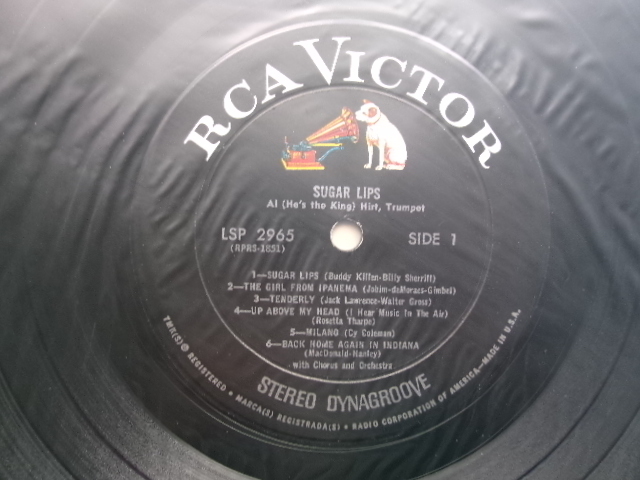 RCA VICTOR
SUGAR LIPS
Al (He's the King) Hirt, Trumpet
LSP 2965
(RPRS-1851)
SIDE 1
1—SUGAR LIPS (Buddy Killen-Billy Sherrill)
2—THE GIRL FROM IPANEMA (Jobim-deMoraes-Gimbel)
3—TENDERLY (Jack Lawrence-Walter Gross)
4—UP ABOVE MY HEAD (I Hear Music In The Air)
(Rosetta Tharpe)
5—MILANO (Cy Coleman)
6—BACK HOME AGAIN IN INDIANA
(MacDonald-Hanley)
with Chorus and Orchestra
STEREO DYNAGROOVE
TMK(S) ® REGISTERED • MARCA(S) REGISTRADA(S) • RADIO CORPORATION OF AMERICA—MADE IN U.S.A.